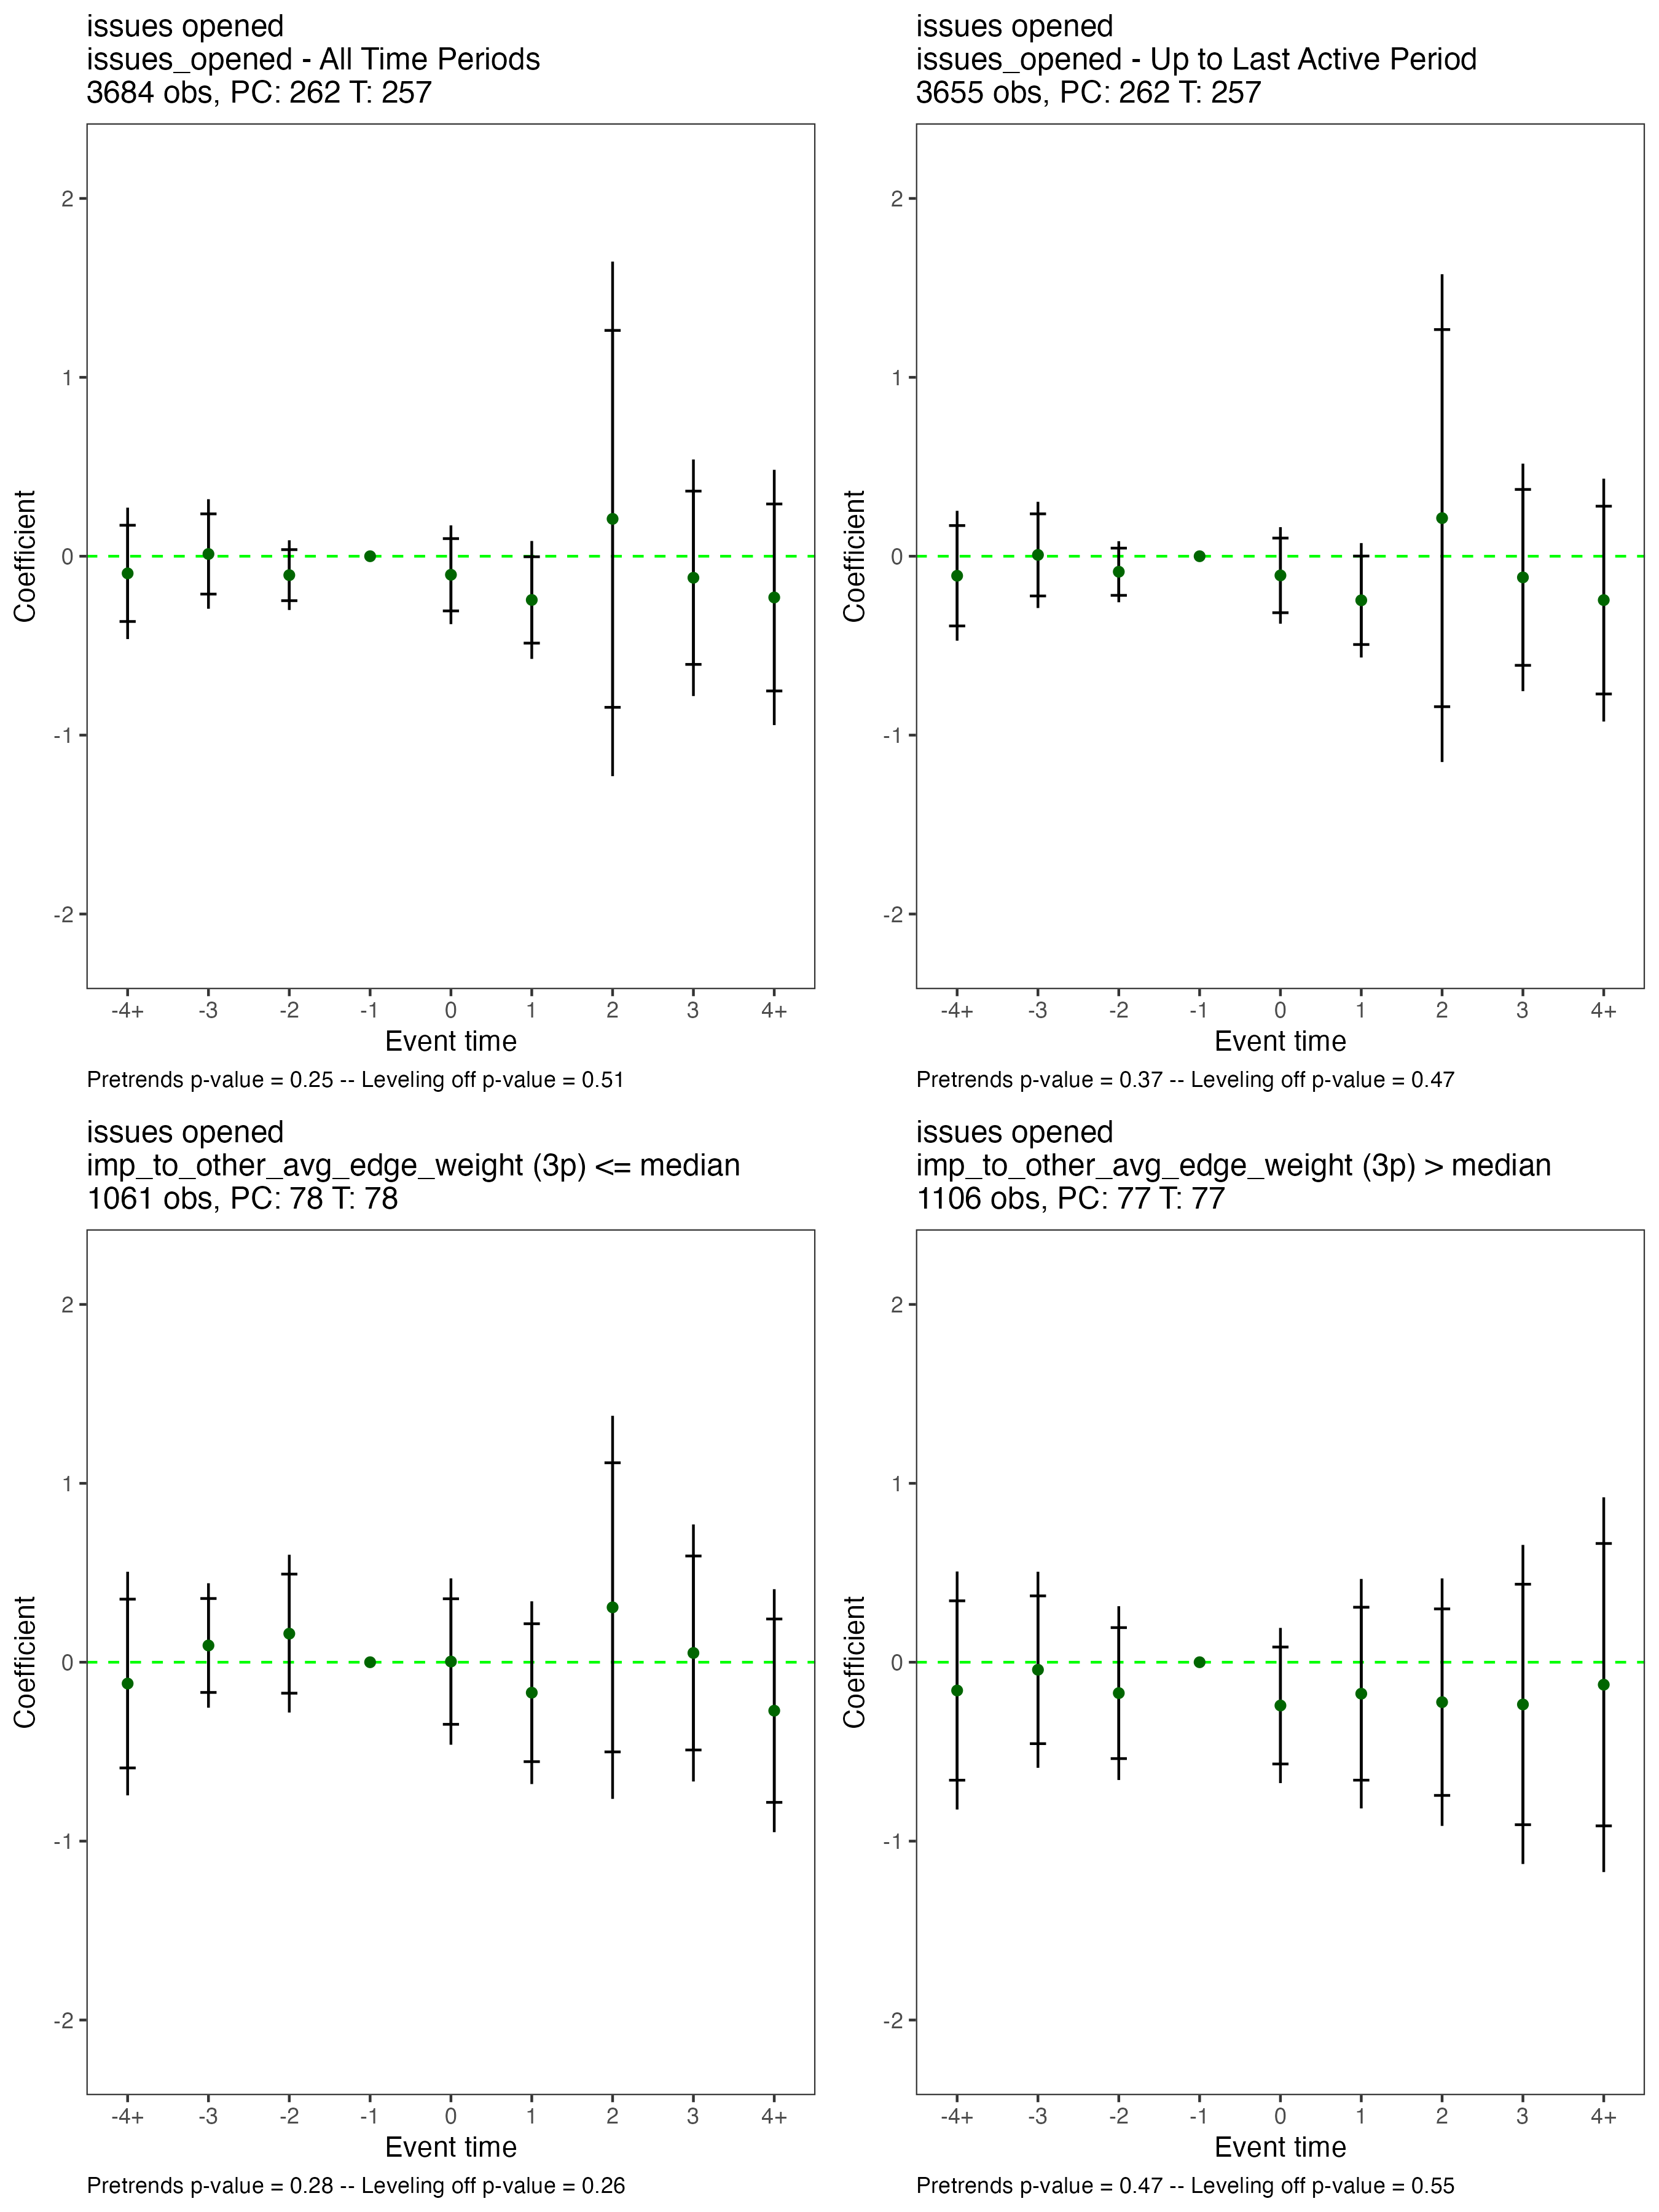 issues opened
issues_opened - All Time Periods
3684 obs, PC: 262 T: 257
2
1
0
-1
-2
Coefficient
-4+ -3 -2 -1 0 1 2 3 4+
Event time
Pretrends p-value = 0.25 -- Leveling off p-value = 0.51
issues opened
issues_opened - Up to Last Active Period
3655 obs, PC: 262 T: 257
2
1
0
-1
-2
Coefficient
-4+ -3 -2 -1 0 1 2 3 4+
Event time
Pretrends p-value = 0.37 -- Leveling off p-value = 0.47
issues opened
imp_to_other_avg_edge_weight (3p) <= median
1061 obs, PC: 78 T: 78
2
1
0
-1
-2
Coefficient
-4+ -3 -2 -1 0 1 2 3 4+
Event time
Pretrends p-value = 0.28 -- Leveling off p-value = 0.26
issues opened
imp_to_other_avg_edge_weight (3p) > median
1106 obs, PC: 77 T: 77
2
1
0
-1
-2
Coefficient
-4+ -3 -2 -1 0 1 2 3 4+
Event time
Pretrends p-value = 0.47 -- Leveling off p-value = 0.55